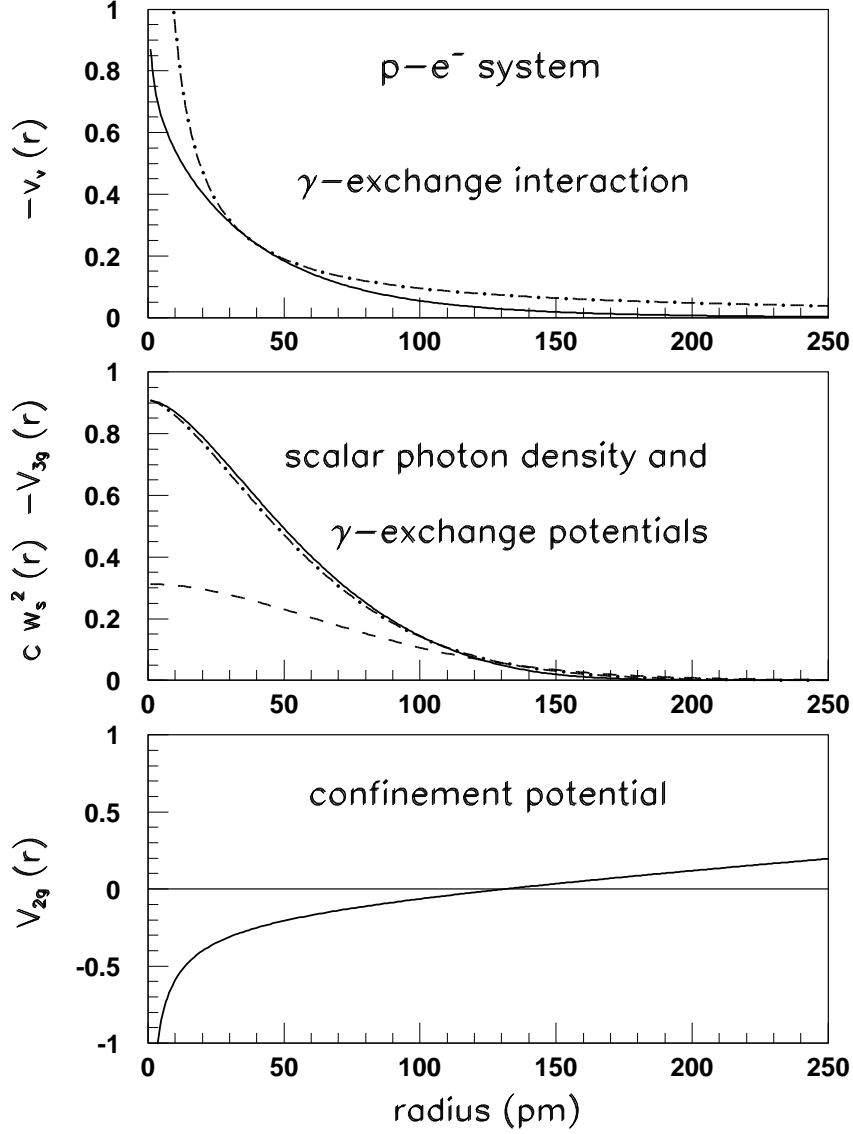 1
0.8
0.6
0.4
0.2
0
−vᵥ (r)
p−e⁻ system
γ−exchange interaction
0 50 100 150 200 250
1
0.8
0.6
0.4
0.2
0
c wₛ² (r) −V₃g (r)
scalar photon density and
γ−exchange potentials
0 50 100 150 200 250
1
0.5
0
-0.5
-1
V₂g (r)
confinement potential
0 50 100 150 200 250
radius (pm)